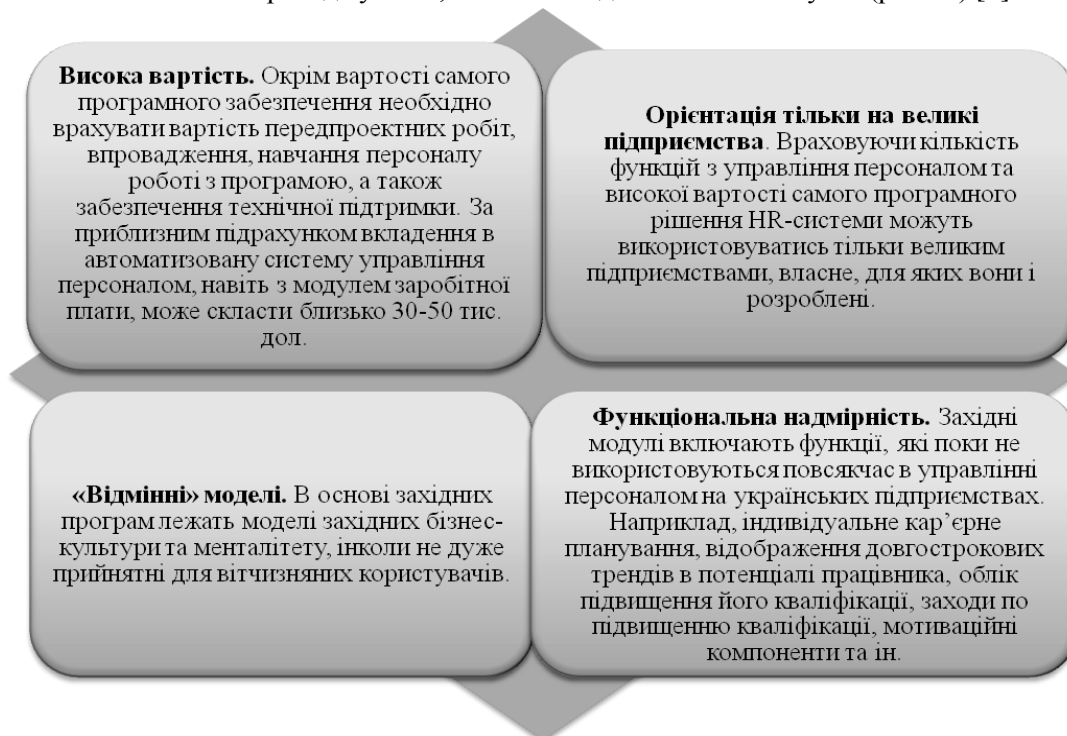 Висока вартість. Окрім вартості самого
програмного забезпечення необхідно
врахувати вартість передпроектних робіт,
впровадження, навчання персоналу
роботі з програмою, а також
забезпечення технічної підтримки. За
приблизним підрахунком вкладення в
автоматизовану систему управління
персоналом, навіть з модулем заробітної
плати, може скласти близько 30-50 тис.
дол.
Орієнтація тільки на великі
підприємства. Враховуючи кількість
функцій з управління персоналом та
високої вартості самого програмного
рішення HR-системи можуть
використовуватись тільки великим
підприємствами, власне, для яких вони і
розроблені.
«Відмінні» моделі. В основі західних
програм лежать моделі західних бізнес-
культури та менталітету, інколи не дуже
прийнятні для вітчизняних користувачів.
Функціональна надмірність. Західні
модулі включають функції, які поки не
використовуються повсякчас в управлінні
персоналом на українських підприємствах.
Наприклад, індивідуальне кар’єрне
планування, відображення довгострокових
трендів в потенціалі працівника, облік
підвищення його кваліфікації, заходи по
підвищенню кваліфікації, мотиваційні
компоненти та ін.